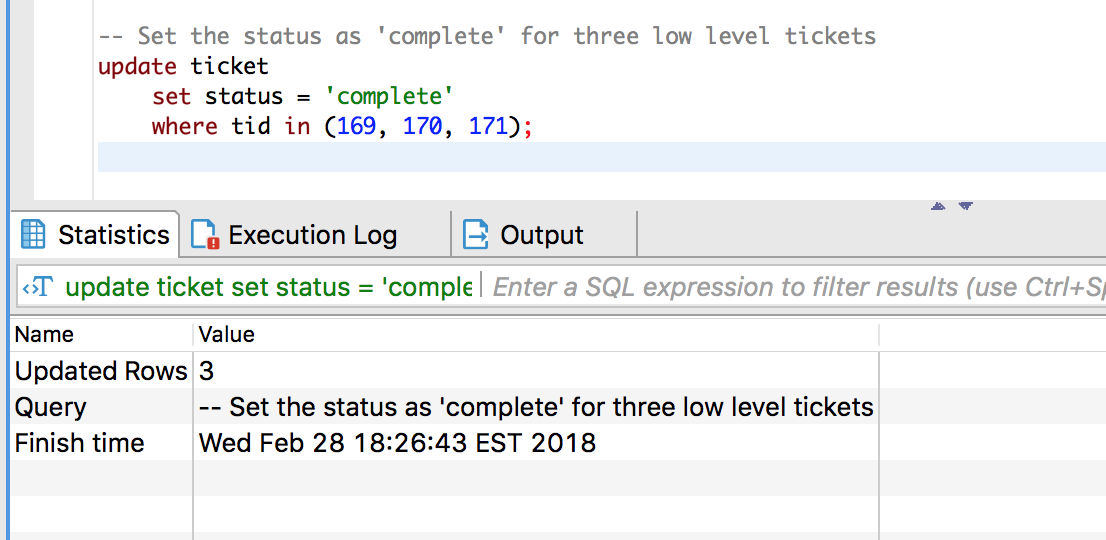 -- Set the status as 'complete' for three low level tickets
update ticket
set status = 'complete'
where tid in (169, 170, 171);
Statistics Execution Log Output
update ticket set status = 'comple Enter a SQL expression to filter results (use Ctrl+Sp
Name Value
Updated Rows 3
Query -- Set the status as 'complete' for three low level tickets
Finish time Wed Feb 28 18:26:43 EST 2018